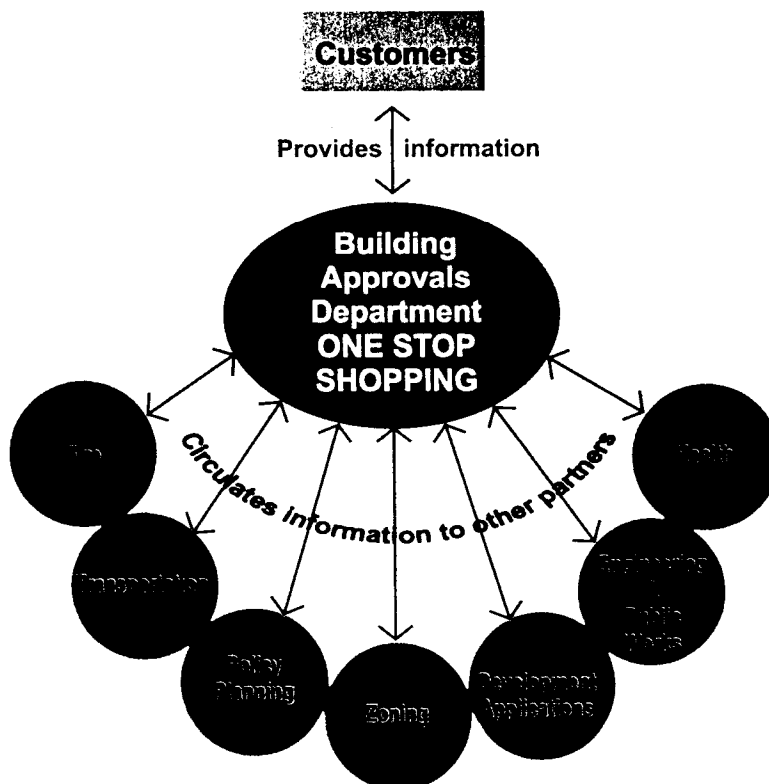 Customers
Provides information
Building
Approvals
Department
ONE STOP
SHOPPING
Circulates information to other partners
Fire
Health
Transportation
Engineering
Public
Works
Policy
Planning
Development
Applications
Zoning